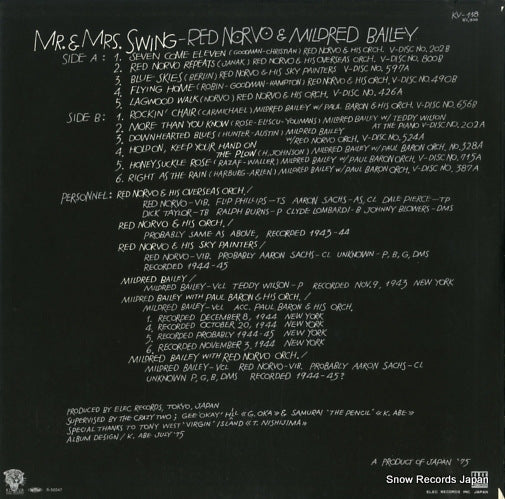 KV-118
MR. & MRS. SWING - RED NORVO & MILDRED BAILEY
SIDE A: 1. SEVEN COME ELEVEN (GOODMAN-CHRISTIAN) RED NORVO & HIS ORCH. V-DISC NO. 202B
2. RED NORVO REPEATS (JAMAK) RED NORVO & HIS OVERSEAS ORCH. V-DISC NO. 800B
3. BLUE SKIES (BERLIN) RED NORVO & HIS SKY PAINTERS V-DISC NO. 597A
4. FLYING HOME (ROBIN-GOODMAN-HAMPTON) RED NORVO & HIS ORCH. V-DISC NO. 490B
5. LAGWOOD WALK (NORVO) RED NORVO & HIS ORCH. V-DISC NO. 426A
SIDE B: 1. ROCKIN' CHAIR (CARMICHAEL) MILDRED BAILEY W/ PAUL BARON & HIS ORCH. V-DISC NO. 656B
2. MORE THAN YOU KNOW (ROSE-ELISCU-YOUMANS) MILDRED BAILEY W/ TEDDY WILSON
AT THE PIANO V-DISC NO. 202A
3. DOWNHEARTED BLUES (HUNTER-AUSTIN) MILDRED BAILEY
W/ RED NORVO ORCH. V-DISC NO. 524A
4. HOLD ON, KEEP YOUR HAND ON
THE PLOW (H. JOHNSON) MILDRED BAILEY W/ PAUL BARON ORCH. NO. 328A
5. HONEYSUCKLE ROSE (RAZAF-WALLER) MILDRED BAILEY W/ PAUL BARON ORCH. V-DISC NO. 715A
6. RIGHT AS THE RAIN (HARBURG-ARLEN) MILDRED BAILEY W/ PAUL BARON ORCH. V-DISC NO. 387A
PERSONNEL: RED NORVO & HIS OVERSEAS ORCH./
RED NORVO-VIB. FLIP PHILLIPS-TS AARON SACHS-AS, CL DALE PIERCE-TP
DICK TAYLOR-TB RALPH BURNS-P CLYDE LOMBARDI-B JOHNNY BLOWERS-DMS
RED NORVO & HIS ORCH./
PROBABLY SAME AS ABOVE, RECORDED 1943-44
RED NORVO & HIS SKY PAINTERS/
RED NORVO-VIB. PROBABLY AARON SACHS-CL UNKNOWN-P, B, G, DMS
RECORDED 1944-45
MILDRED BAILEY/
MILDRED BAILEY-VCL TEDDY WILSON-P RECORDED NOV. 9, 1943 NEW YORK
MILDRED BAILEY WITH PAUL BARON & HIS ORCH./
MILDRED BAILEY-VCL ACC. PAUL BARON & HIS ORCH.
1. RECORDED DECEMBER 8, 1944 NEW YORK
4. RECORDED OCTOBER 20, 1944 NEW YORK
5. RECORDED PROBABLY 1944-45 NEW YORK
6. RECORDED NOVEMBER 3, 1944 NEW YORK
MILDRED BAILEY WITH RED NORVO ORCH./
MILDRED BAILEY-VCL RED NORVO-VIB. PROBABLY AARON SACHS-CL
UNKNOWN P, G, B, DMS RECORDED 1944-45?
PRODUCED BY ELEC RECORDS, TOKYO, JAPAN
SUPERVISED BY THE CRAZY TWO; GEE 'OKAY' HILL «G. OKA» & SAMURAI 'THE PENCIL' «K. ABE»
SPECIAL THANKS TO TONY WEST 'VIRGIN' ISLAND «T. NISHIJIMA»
ALBUM DESIGN / K. ABE JULY '75
A PRODUCT OF JAPAN '75
ELEC RECORDS INC. JAPAN
Snow Records Japan